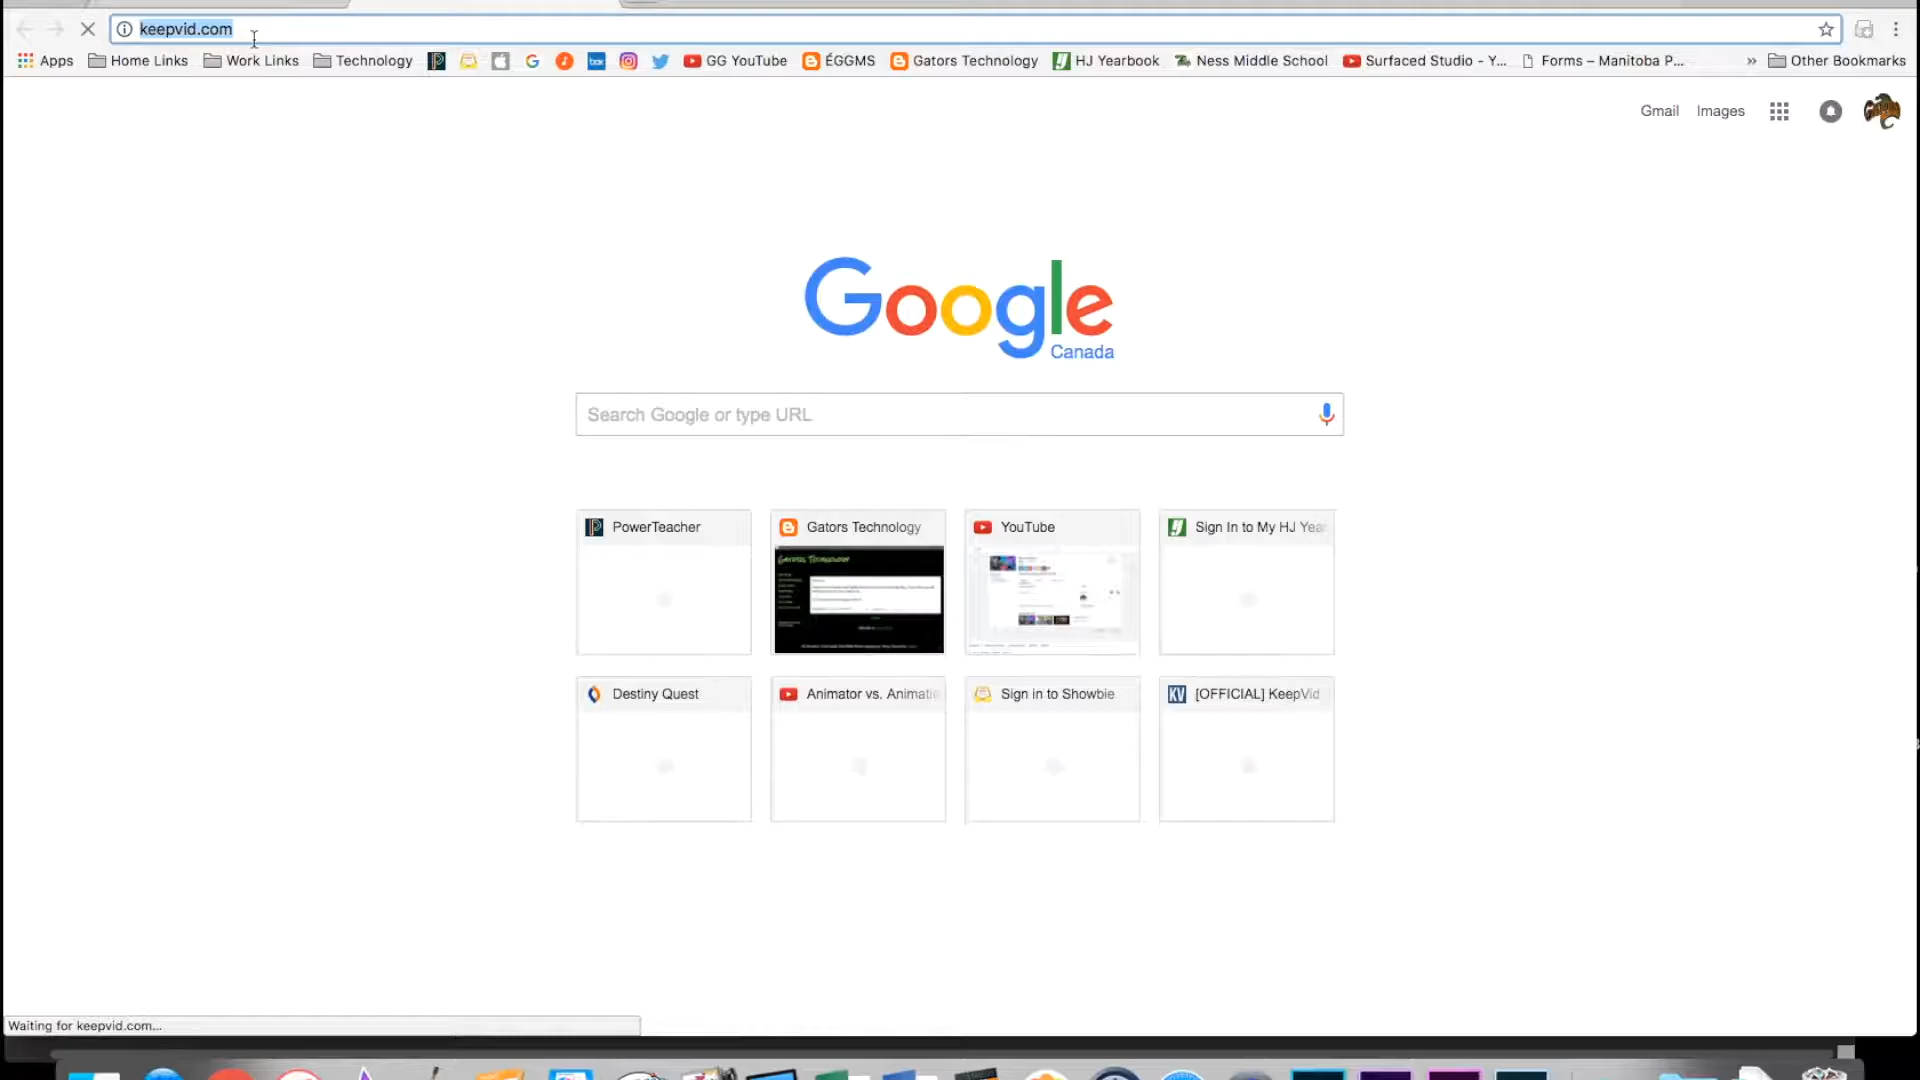 keepvid.com
Apps Home Links Work Links Technology GG YouTube ÉGGMS Gators Technology HJ Yearbook Ness Middle School Surfaced Studio - Y... Forms – Manitoba P... » Other Bookmarks
Gmail Images
Google
Canada
Search Google or type URL
PowerTeacher Gators Technology YouTube Sign In to My HJ Yea
Destiny Quest Animator vs. Animati Sign in to Showbie KV [OFFICIAL] KeepVid
Waiting for keepvid.com...